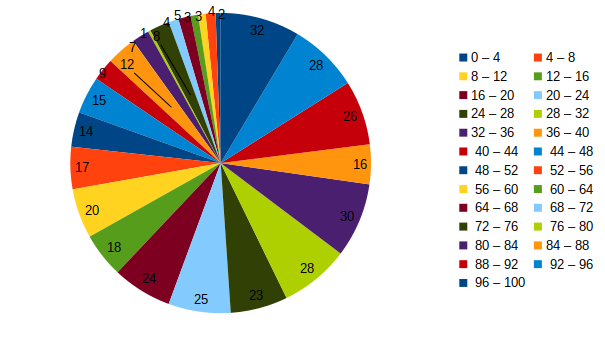 1 8 4 5 3 3 4 2
7
12
9
15
14
17
20
18
24
25
23
28
30
16
26
28
32
0 – 4 4 – 8
8 – 12 12 – 16
16 – 20 20 – 24
24 – 28 28 – 32
32 – 36 36 – 40
40 – 44 44 – 48
48 – 52 52 – 56
56 – 60 60 – 64
64 – 68 68 – 72
72 – 76 76 – 80
80 – 84 84 – 88
88 – 92 92 – 96
96 – 100